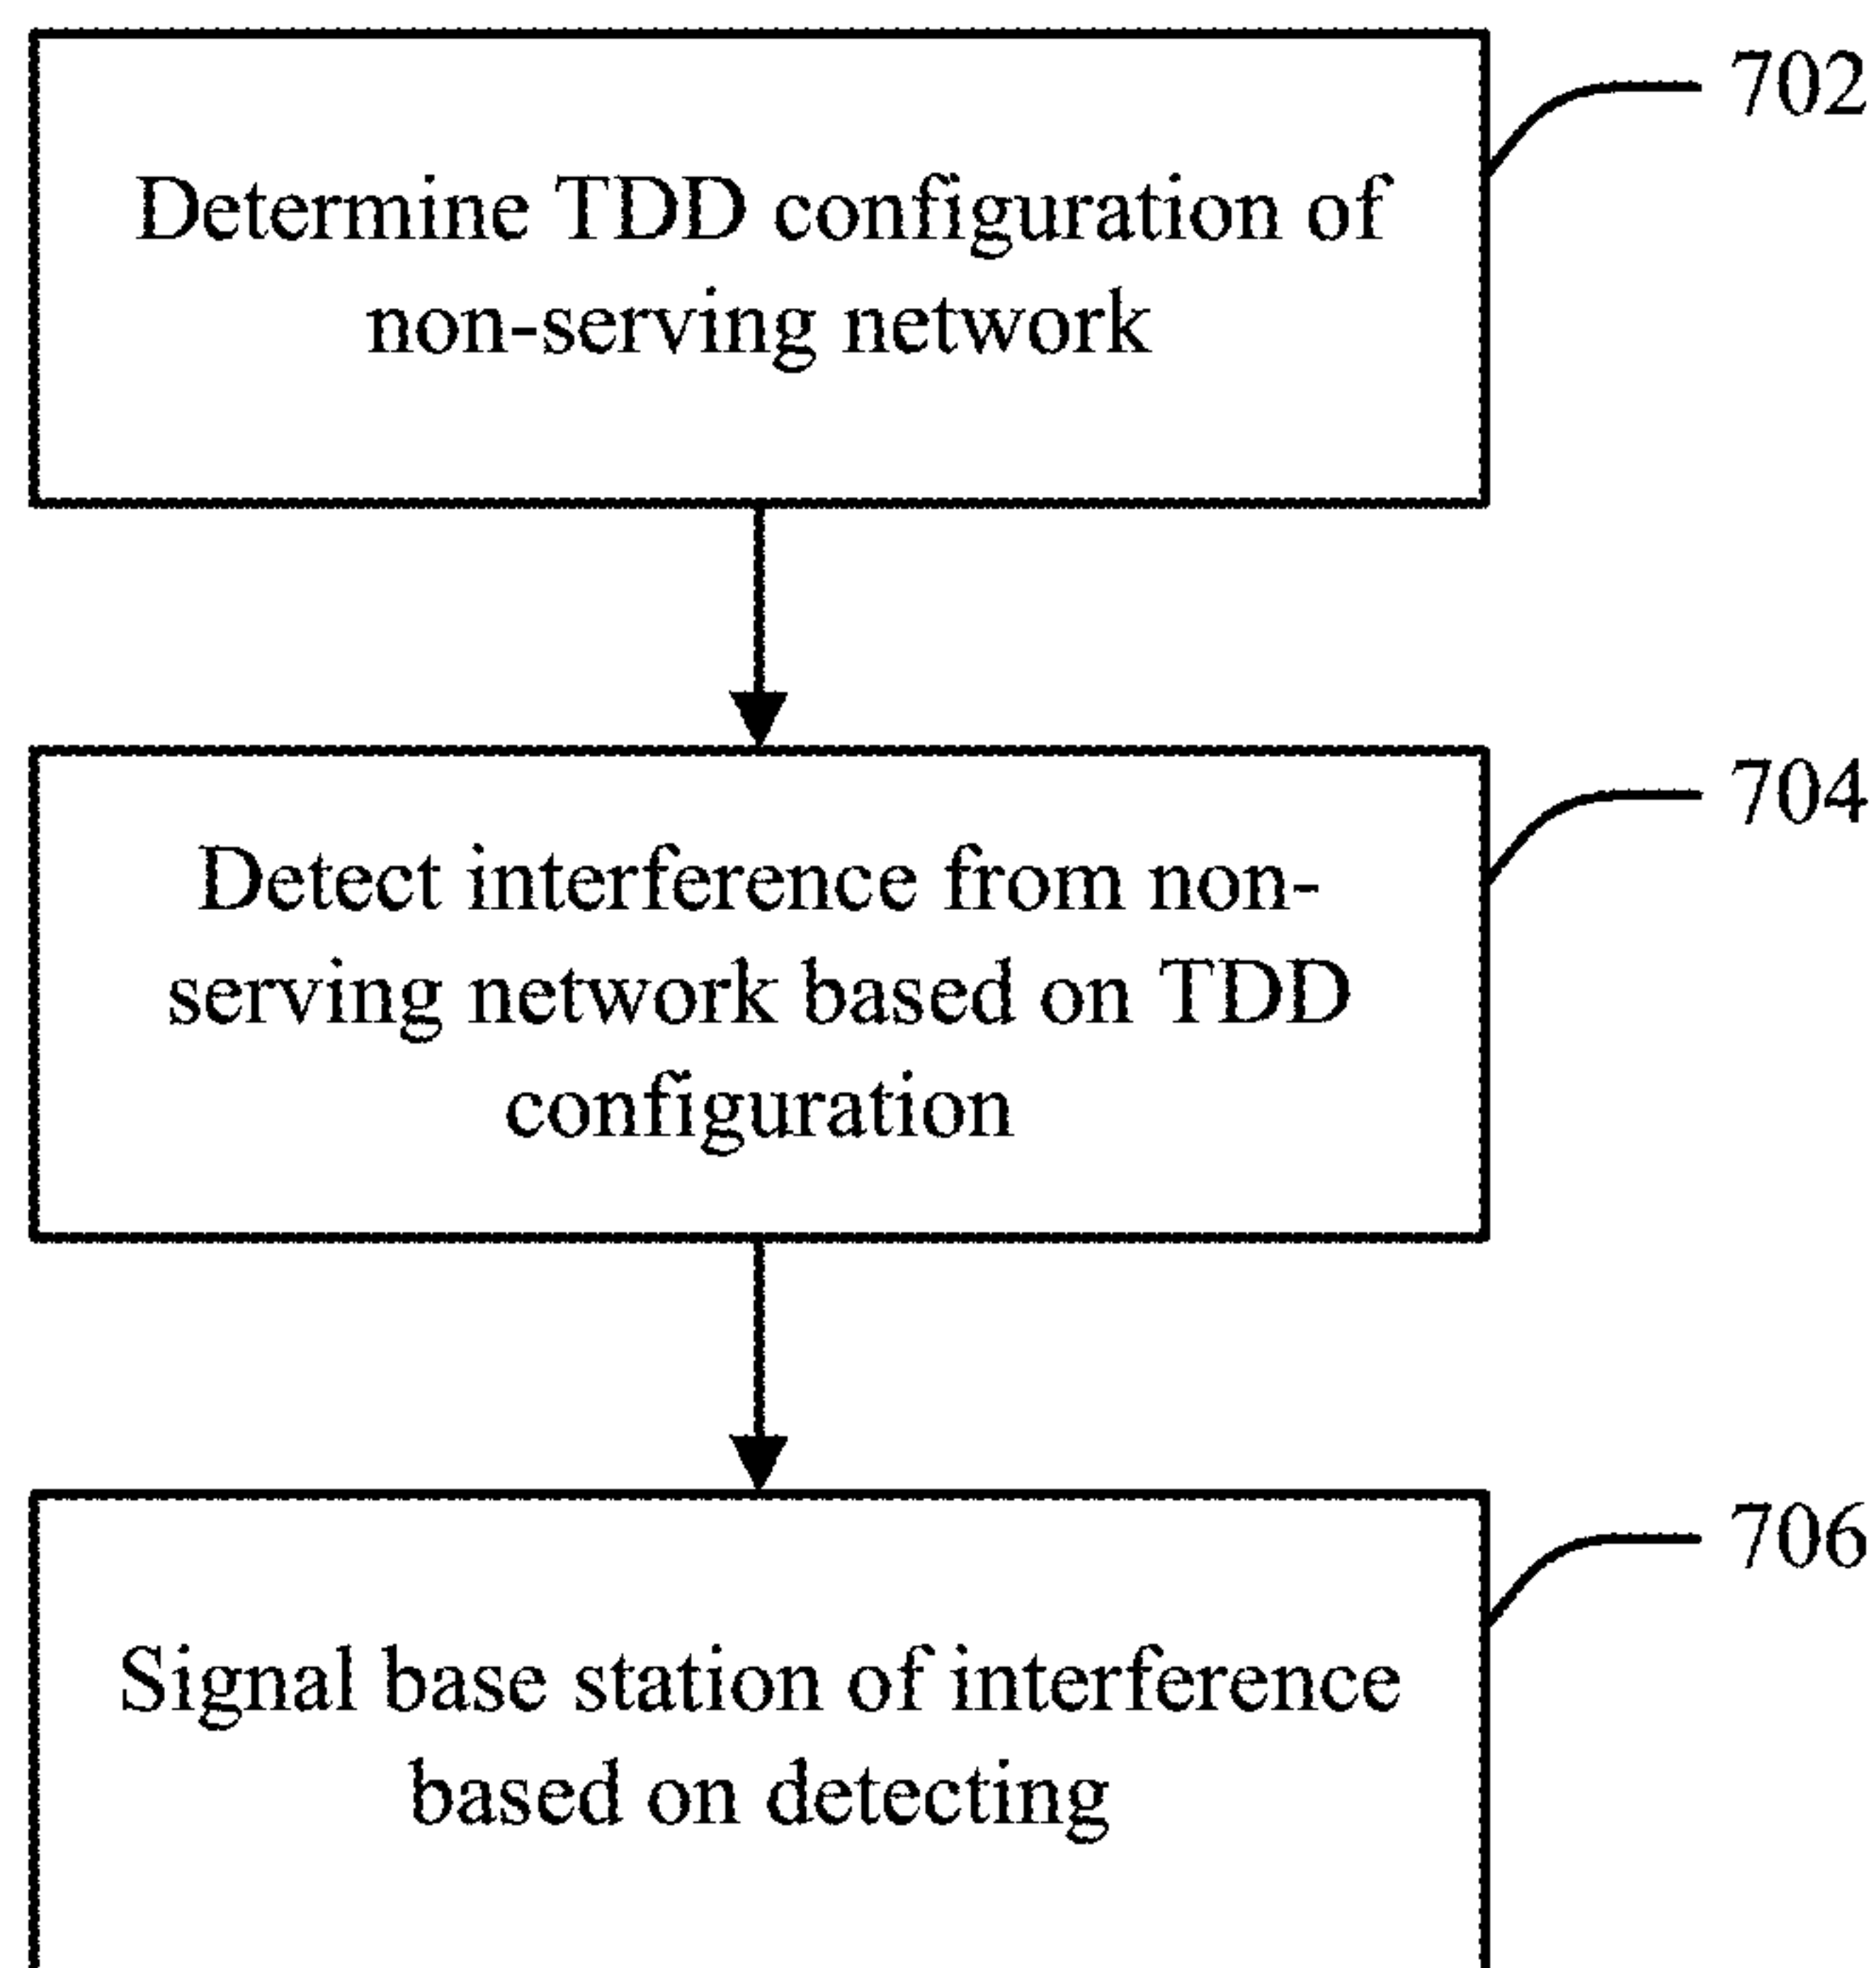 702
Determine TDD configuration of
non-serving network
704
Detect interference from non-
serving network based on TDD
configuration
706
Signal base station of interference
based on detecting